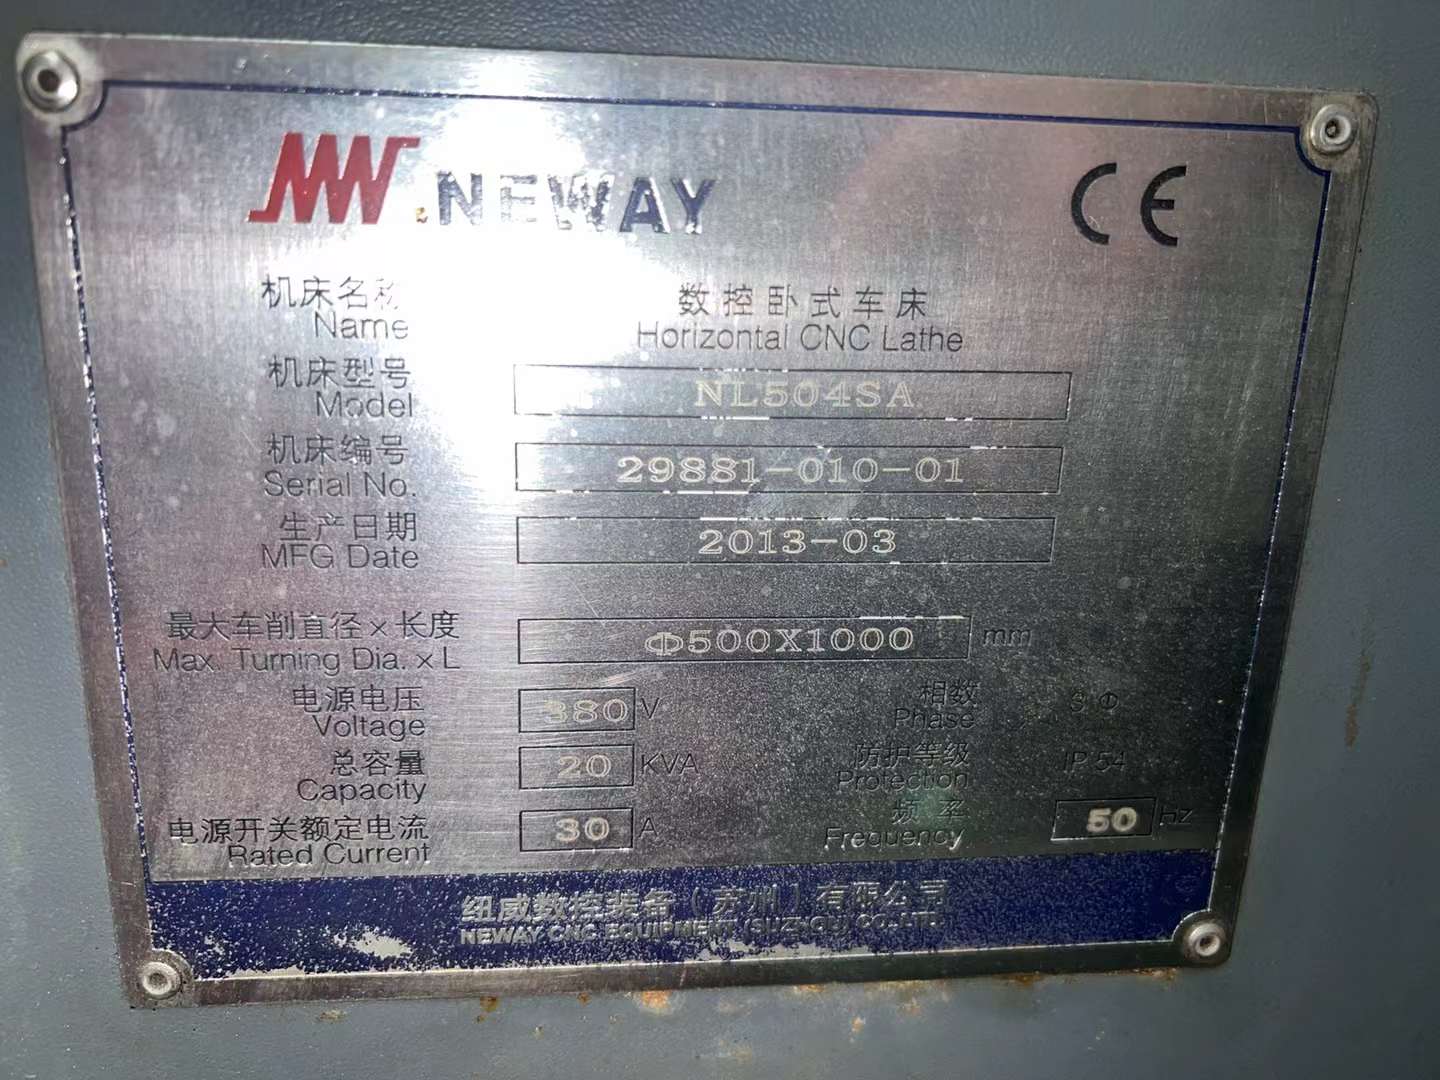 NEWAY CE
机床名称 数控卧式车床
Name Horizontal CNC Lathe
机床型号
Model NL504SA
机床编号
Serial No. 29881-010-01
生产日期
MFG Date 2013-03
最大车削直径×长度
Max. Turning Dia. x L Φ500X1000 mm
电源电压 380 V 相数 3 Φ
Voltage Phase
总容量 20 KVA 防护等级 IP 54
Capacity Protection
电源开关额定电流 30 A 频率 50 hz
Rated Current Frequency
纽威数控装备（苏州）有限公司
NEWAY CNC EQUIPMENT (SUZHOU) CO.,LTD.